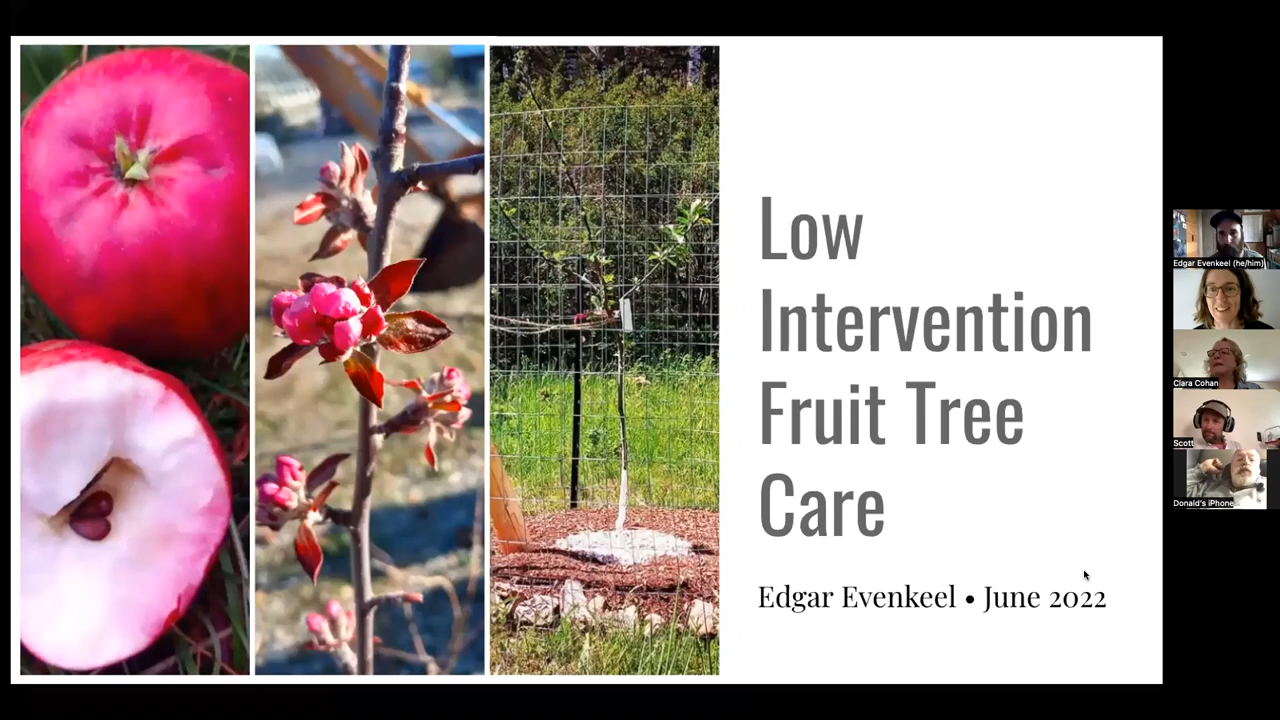 Low
Intervention
Fruit Tree
Care
Edgar Evenkeel • June 2022
Edgar Evenkeel (he/him)
Clara Cohan
Scott
Donald's iPhone